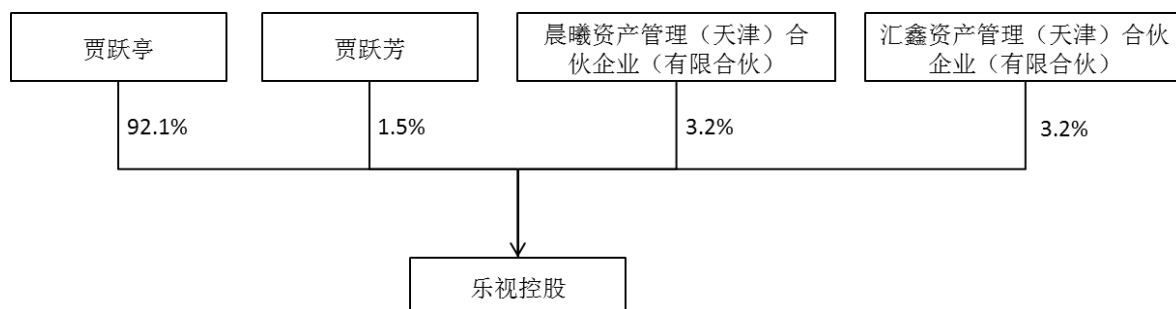 贾跃亭
贾跃芳
晨曦资产管理（天津）合
伙企业（有限合伙）
汇鑫资产管理（天津）合伙
企业（有限合伙）
92.1%
1.5%
3.2%
3.2%
乐视控股